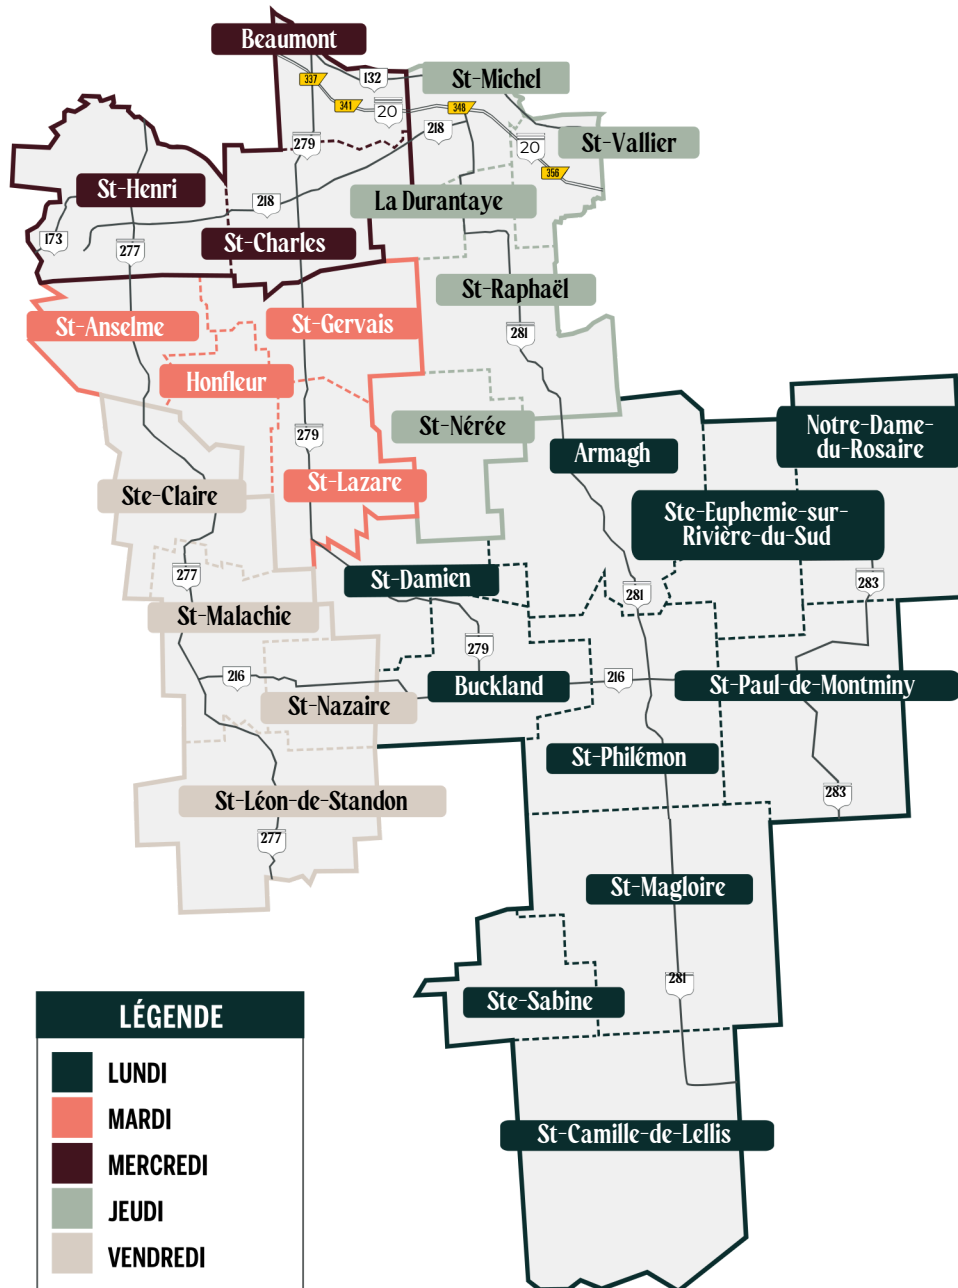 Beaumont
337
132
St-Michel
341
20
348
218
279
20
St-Vallier
356
St-Henri
218
La Durantaye
173
277
St-Charles
St-Raphaël
St-Anselme
St-Gervais
281
Honfleur
St-Nérée
279
Armagh
Notre-Dame-
du-Rosaire
St-Lazare
Ste-Claire
Ste-Euphemie-sur-
Rivière-du-Sud
277
St-Damien
281
283
St-Malachie
279
216
Buckland
216
St-Paul-de-Montminy
St-Nazaire
St-Philémon
St-Léon-de-Standon
283
277
St-Magloire
281
Ste-Sabine
St-Camille-de-Lellis
LÉGENDE
LUNDI
MARDI
MERCREDI
JEUDI
VENDREDI